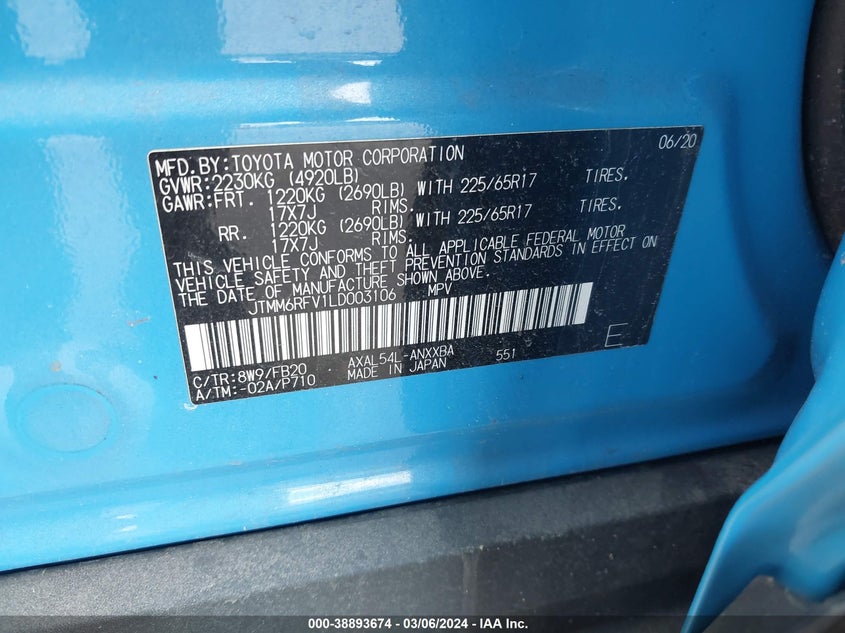 06/20
MFD.BY:TOYOTA MOTOR CORPORATION
GVWR:2230KG (4920LB)
GAWR:FRT. 1220KG (2690LB) WITH 225/65R17 TIRES.
17X7J RIMS.
RR. 1220KG (2690LB) WITH 225/65R17 TIRES.
17X7J RIMS.
THIS VEHICLE CONFORMS TO ALL APPLICABLE FEDERAL MOTOR
VEHICLE SAFETY AND THEFT PREVENTION STANDARDS IN EFFECT ON
THE DATE OF MANUFACTURE SHOWN ABOVE.
JTMM6RFV1LD003106 MPV
C/TR:8W9/FB20 AXAL54L-ANXXBA 551
A/TM:-02A/P710 MADE IN JAPAN
E
000-38893674 - 03/06/2024 - IAA Inc.